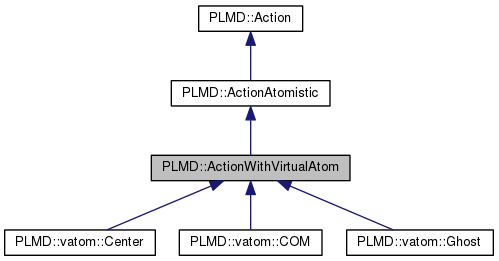 PLMD::Action
PLMD::ActionAtomistic
PLMD::ActionWithVirtualAtom
PLMD::vatom::Center
PLMD::vatom::COM
PLMD::vatom::Ghost